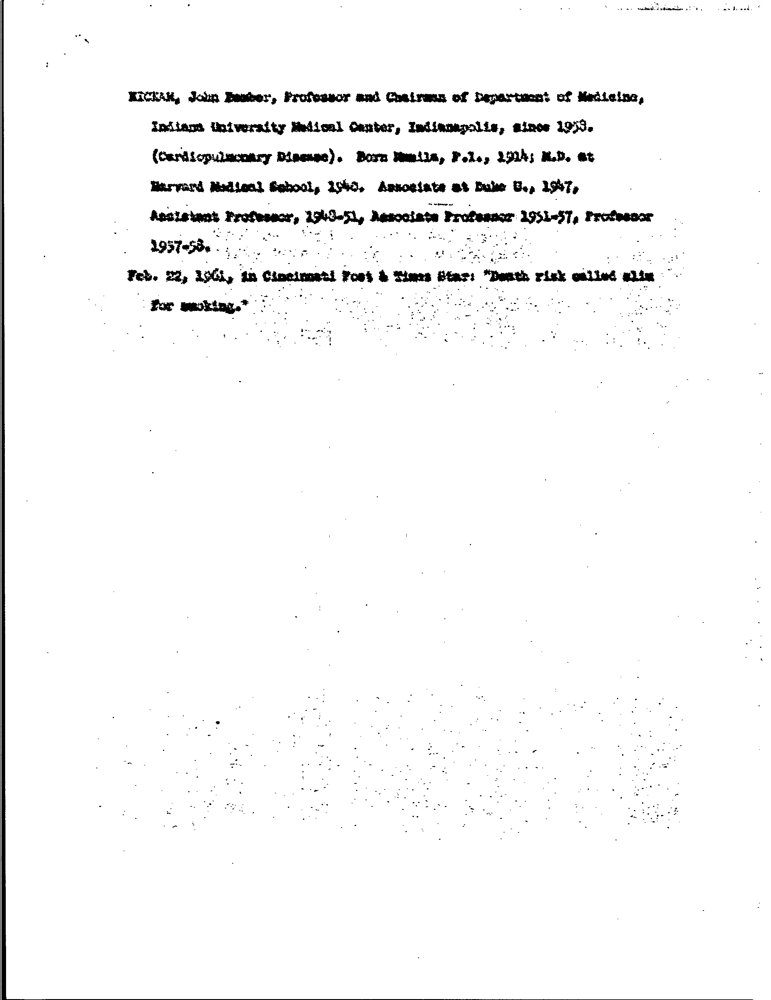 HICKAM, John Bamber, Professor and Chairman of Department of Medicine,
Indiana University Medical Center, Indianapolis, since 1958.
(Cardiopulmonary Disease). Born Manila, P.I., 1914; M.D. at
Harvard Medical School, 1940. Associate at Duke U., 1947,
Assistant Professor, 1948-51, Associate Professor 1951-57, Professor
1957-58.
Feb. 22, 1961, in Cincinnati Post & Times Star: "Death risk called slim
for smoking."